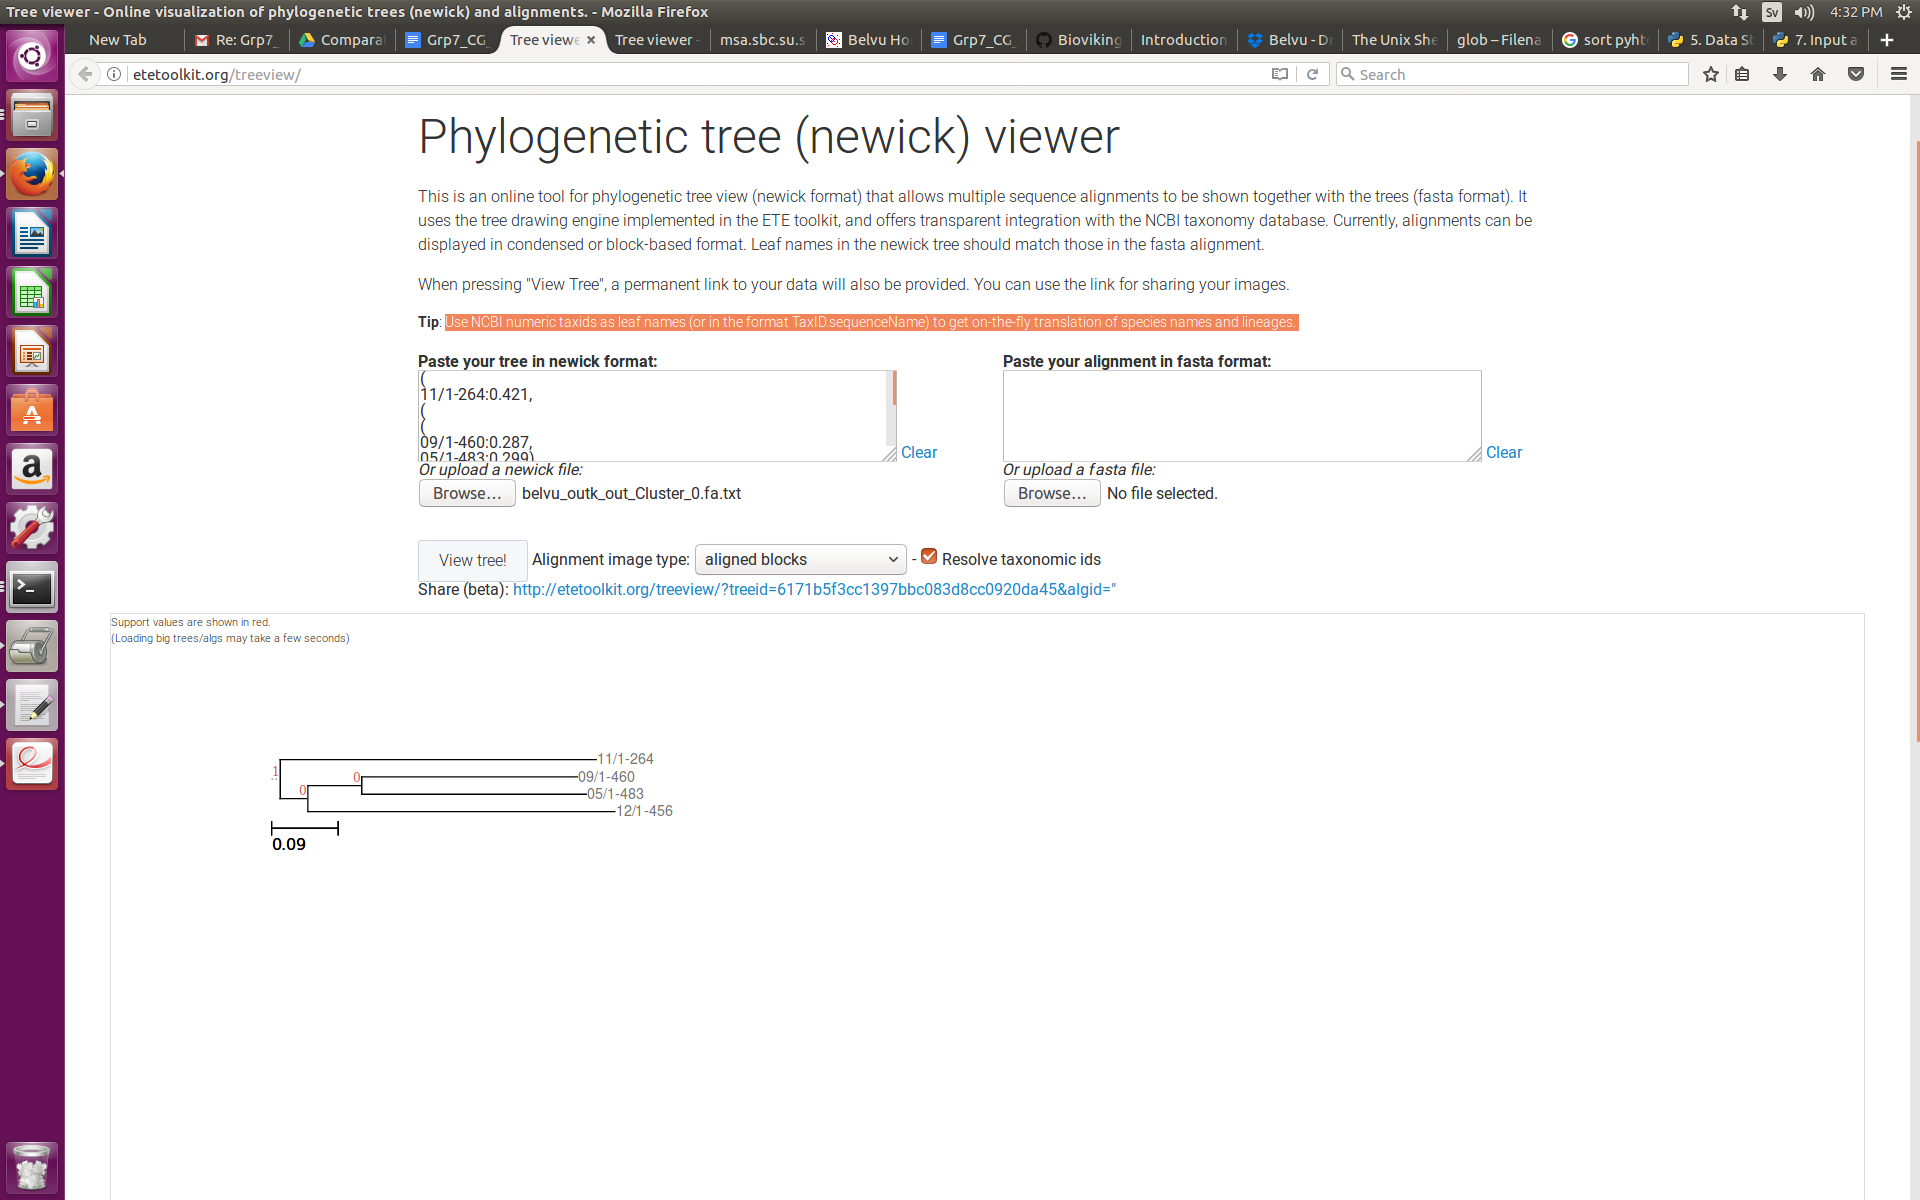 Tree viewer - Online visualization of phylogenetic trees (newick) and alignments. - Mozilla Firefox
Sv
4:32 PM
New Tab
Re: Grp7_
Compara
Grp7_CG_
Tree viewe
Tree viewer -
msa.sbc.su.s
Belvu Ho
Grp7_CG_
Bioviking
Introduction
Belvu - Dr
The Unix She
glob – Filena
sort pyht
5. Data St
7. Input a
etetoolkit.org/treeview/
Search
Phylogenetic tree (newick) viewer
This is an online tool for phylogenetic tree view (newick format) that allows multiple sequence alignments to be shown together with the trees (fasta format). It
uses the tree drawing engine implemented in the ETE toolkit, and offers transparent integration with the NCBI taxonomy database. Currently, alignments can be
displayed in condensed or block-based format. Leaf names in the newick tree should match those in the fasta alignment.
When pressing "View Tree", a permanent link to your data will also be provided. You can use the link for sharing your images.
Tip: Use NCBI numeric taxids as leaf names (or in the format TaxID.sequenceName) to get on-the-fly translation of species names and lineages.
Paste your tree in newick format:
Paste your alignment in fasta format:
(
11/1-264:0.421,
(
(
09/1-460:0.287,
05/1-483:0.299)
Clear
Clear
Or upload a newick file:
Or upload a fasta file:
Browse... belvu_outk_out_Cluster_0.fa.txt
Browse... No file selected.
View tree! Alignment image type: aligned blocks - Resolve taxonomic ids
Share (beta): http://etetoolkit.org/treeview/?treeid=6171b5f3cc1397bbc083d8cc0920da45&algid="
Support values are shown in red.
(Loading big trees/algs may take a few seconds)
11/1-264
1
0
09/1-460
0
05/1-483
12/1-456
0.09